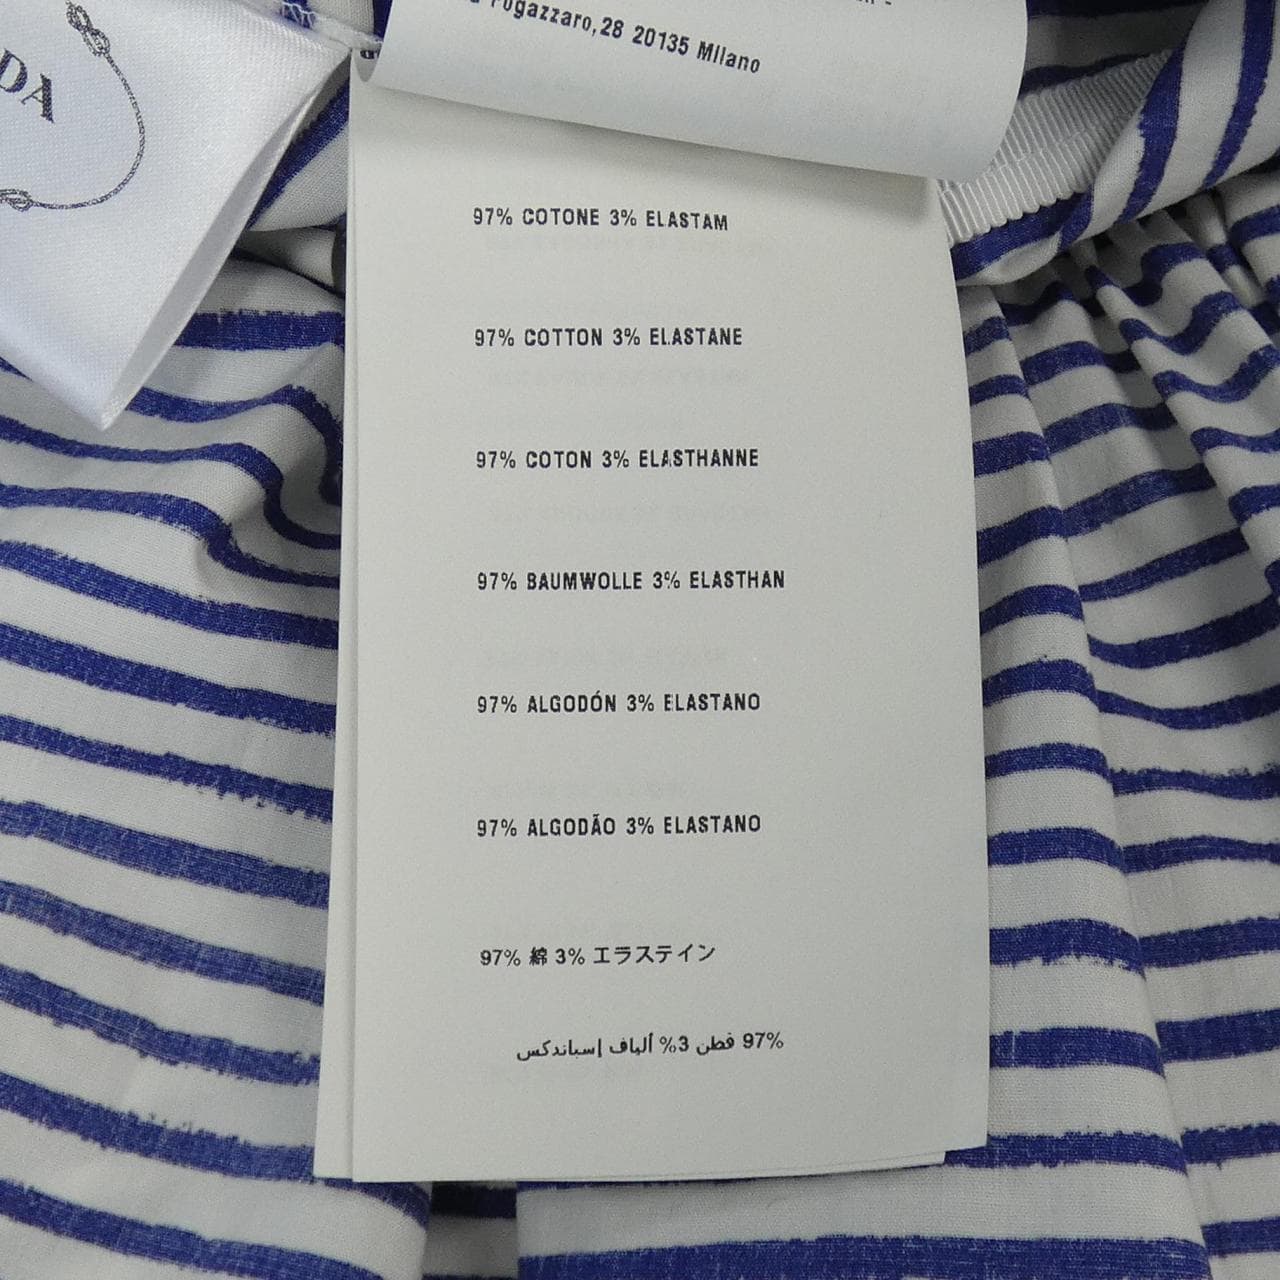 DA
Fogazzaro,28 20135 Milano
97% COTONE 3% ELASTAM
97% COTTON 3% ELASTANE
97% COTON 3% ELASTHANNE
97% BAUMWOLLE 3% ELASTHAN
97% ALGODÓN 3% ELASTANO
97% ALGODÃO 3% ELASTANO
97% 綿 3% エラステイン
97% قطن 3% ألياف إسباندكس